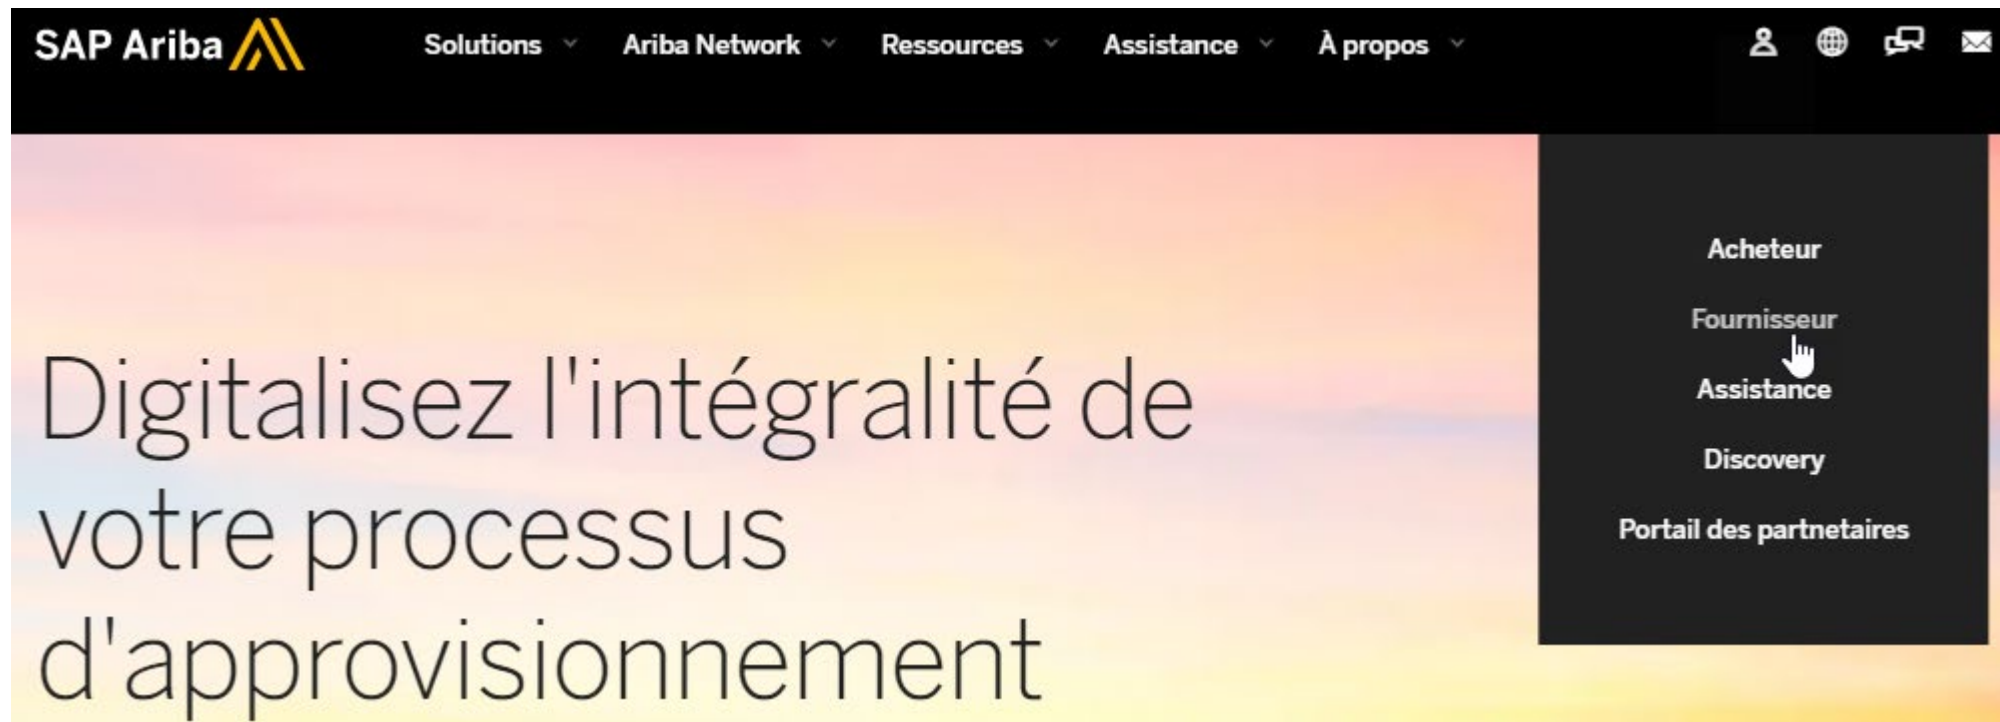 SAP Ariba
Solutions
Ariba Network
Ressources
Assistance
À propos
Acheteur
Fournisseur
Assistance
Discovery
Portail des partnetaires
Digitalisez l'intégralité de
votre processus
d'approvisionnement